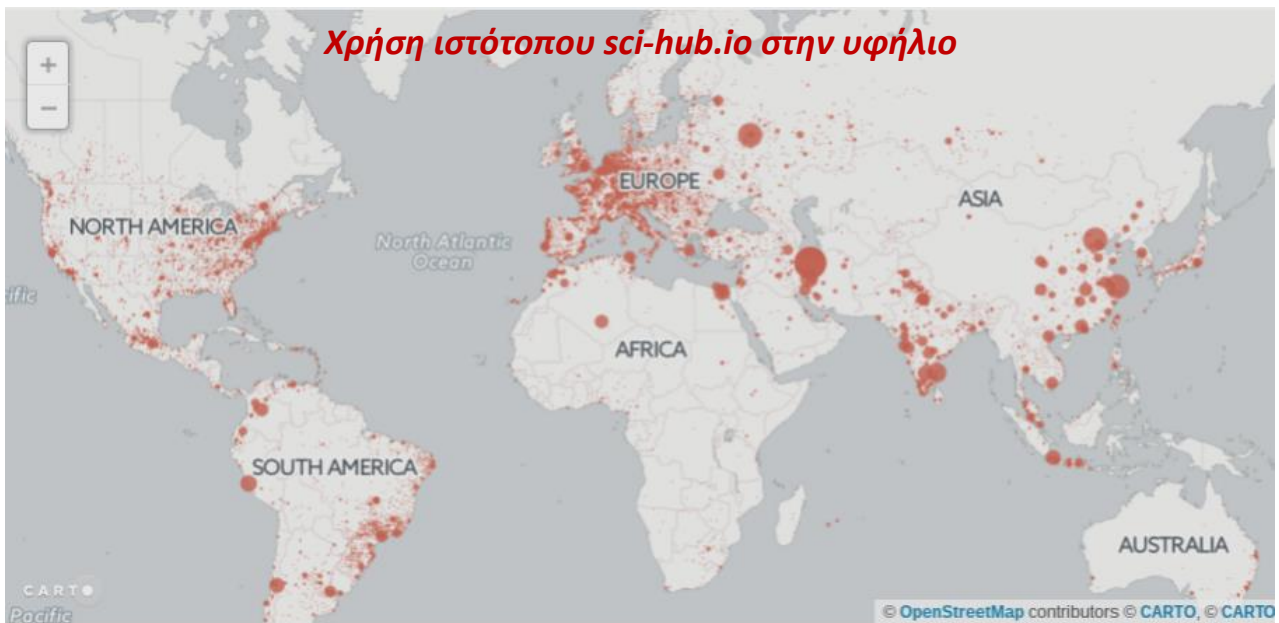 Χρήση ιστότοπου sci-hub.io στην υφήλιο
+
−
EUROPE
ASIA
NORTH AMERICA
North Atlantic
Ocean
ific
AFRICA
SOUTH AMERICA
AUSTRALIA
CARTO
Pacific
© OpenStreetMap contributors © CARTO, © CARTO